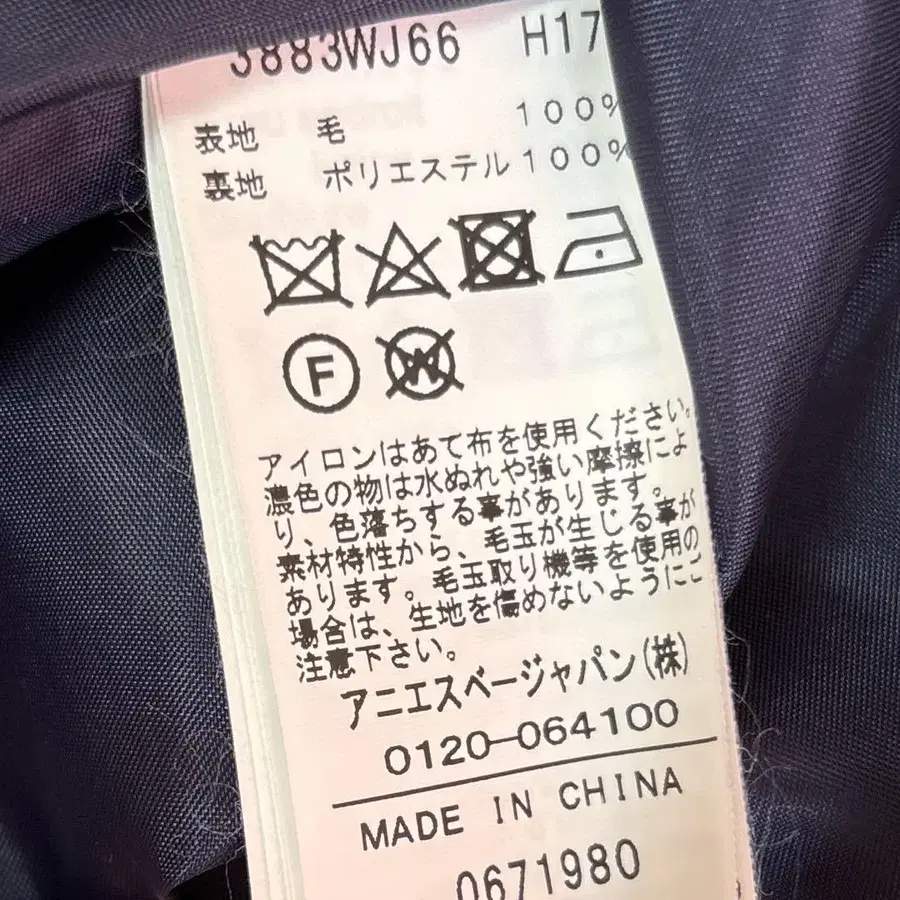 3883WJ66 H17
表地 毛 100%
裏地 ポリエステル 100%
F W
アイロンはあて布を使用ください。
濃色の物は水ぬれや強い摩擦によ
り、色落ちする事があります。
素材特性から、毛玉が生じる事が
あります。毛玉取り機等を使用の
場合は、生地を傷めないようにご
注意下さい。
アニエスベージャパン(株)
0120-064100
MADE IN CHINA
0671980